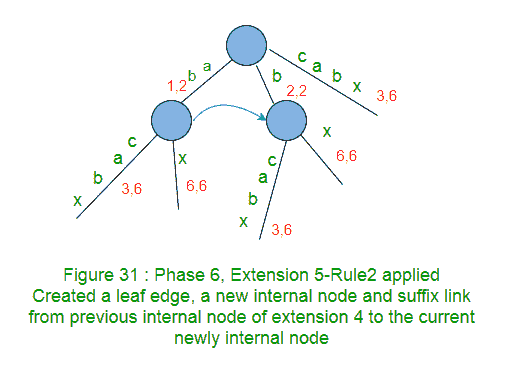 a
b
1,2
b
2,2
c
a
b
x
3,6
c
a
b
x
3,6
x
6,6
c
a
b
x
3,6
x
6,6
Figure 31 : Phase 6, Extension 5-Rule2 applied
Created a leaf edge, a new internal node and suffix link
from previous internal node of extension 4 to the current
newly internal node